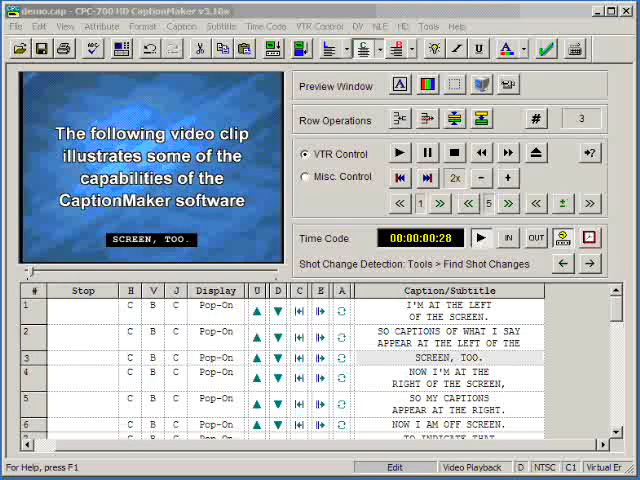 demo.cap - CPC-700 HD CaptionMaker v3.10e
File Edit View Insert Format Caption Subtitle Time Code VTR Control DV NLE HD Tools Help
ABC C B I U A
The following video clip
illustrates some of the
capabilities of the
CaptionMaker software
SCREEN, TOO.
Preview Window A
Row Operations # 3
VTR Control
Misc. Control 2x
1 5
Time Code 00:00:00:28 IN OUT
Shot Change Detection: Tools > Find Shot Changes
# Stop H V J Display U D C E A Caption/Subtitle
1 C B C Pop-On I'M AT THE LEFT
OF THE SCREEN.
2 C B C Pop-On SO CAPTIONS OF WHAT I SAY
APPEAR AT THE LEFT OF THE
3 C B C Pop-On SCREEN, TOO.
4 C B C Pop-On NOW I'M AT THE
RIGHT OF THE SCREEN,
5 C B C Pop-On SO MY CAPTIONS
APPEAR AT THE RIGHT.
6 C B C Pop-On NOW I AM OFF SCREEN.
TO INDICATE THAT
For Help, press F1 Edit Video Playback D NTSC C1 Virtual Er